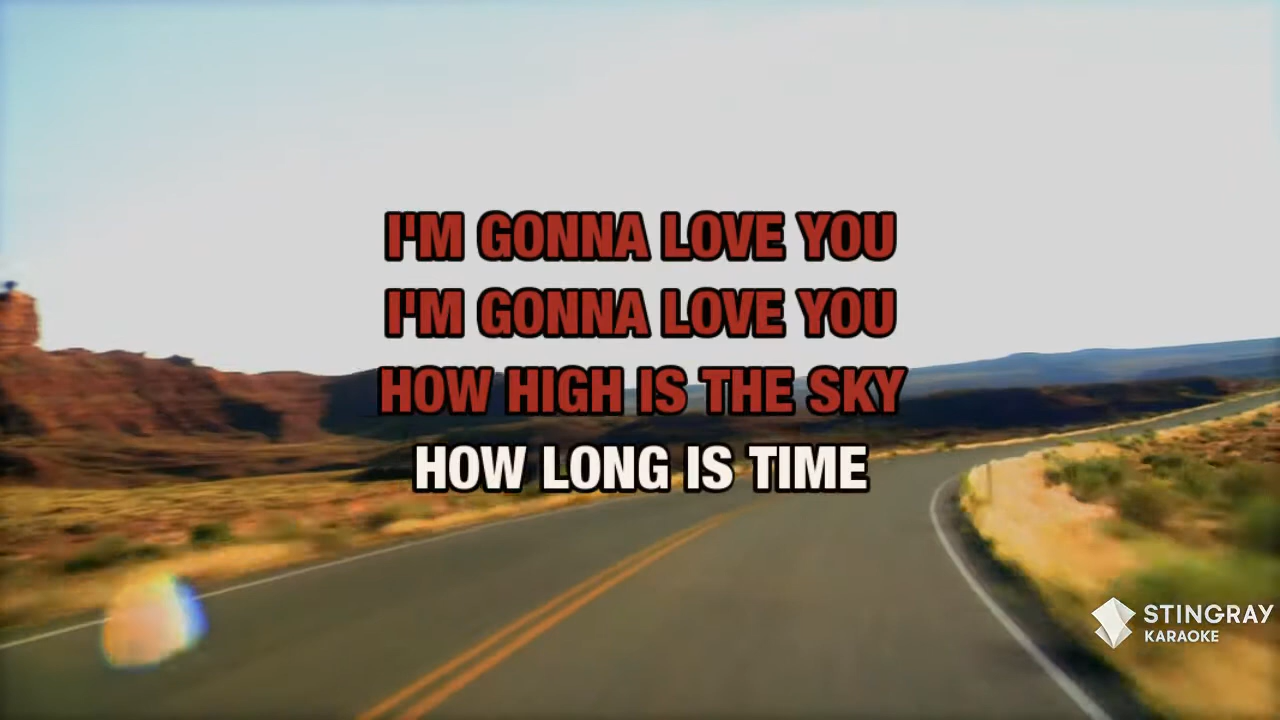 I'M GONNA LOVE YOU
I'M GONNA LOVE YOU
HOW HIGH IS THE SKY
HOW LONG IS TIME
STINGRAY
KARAOKE